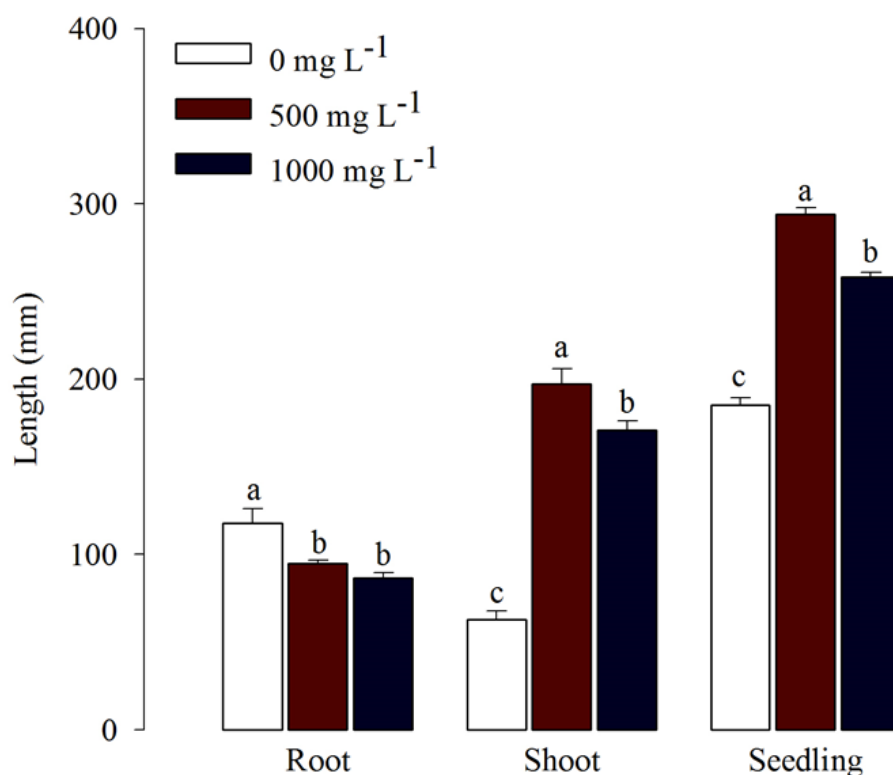 400
300
200
100
0
Length (mm)
0 mg L-1
500 mg L-1
1000 mg L-1
a
b
b
c
a
b
c
a
b
Root
Shoot
Seedling